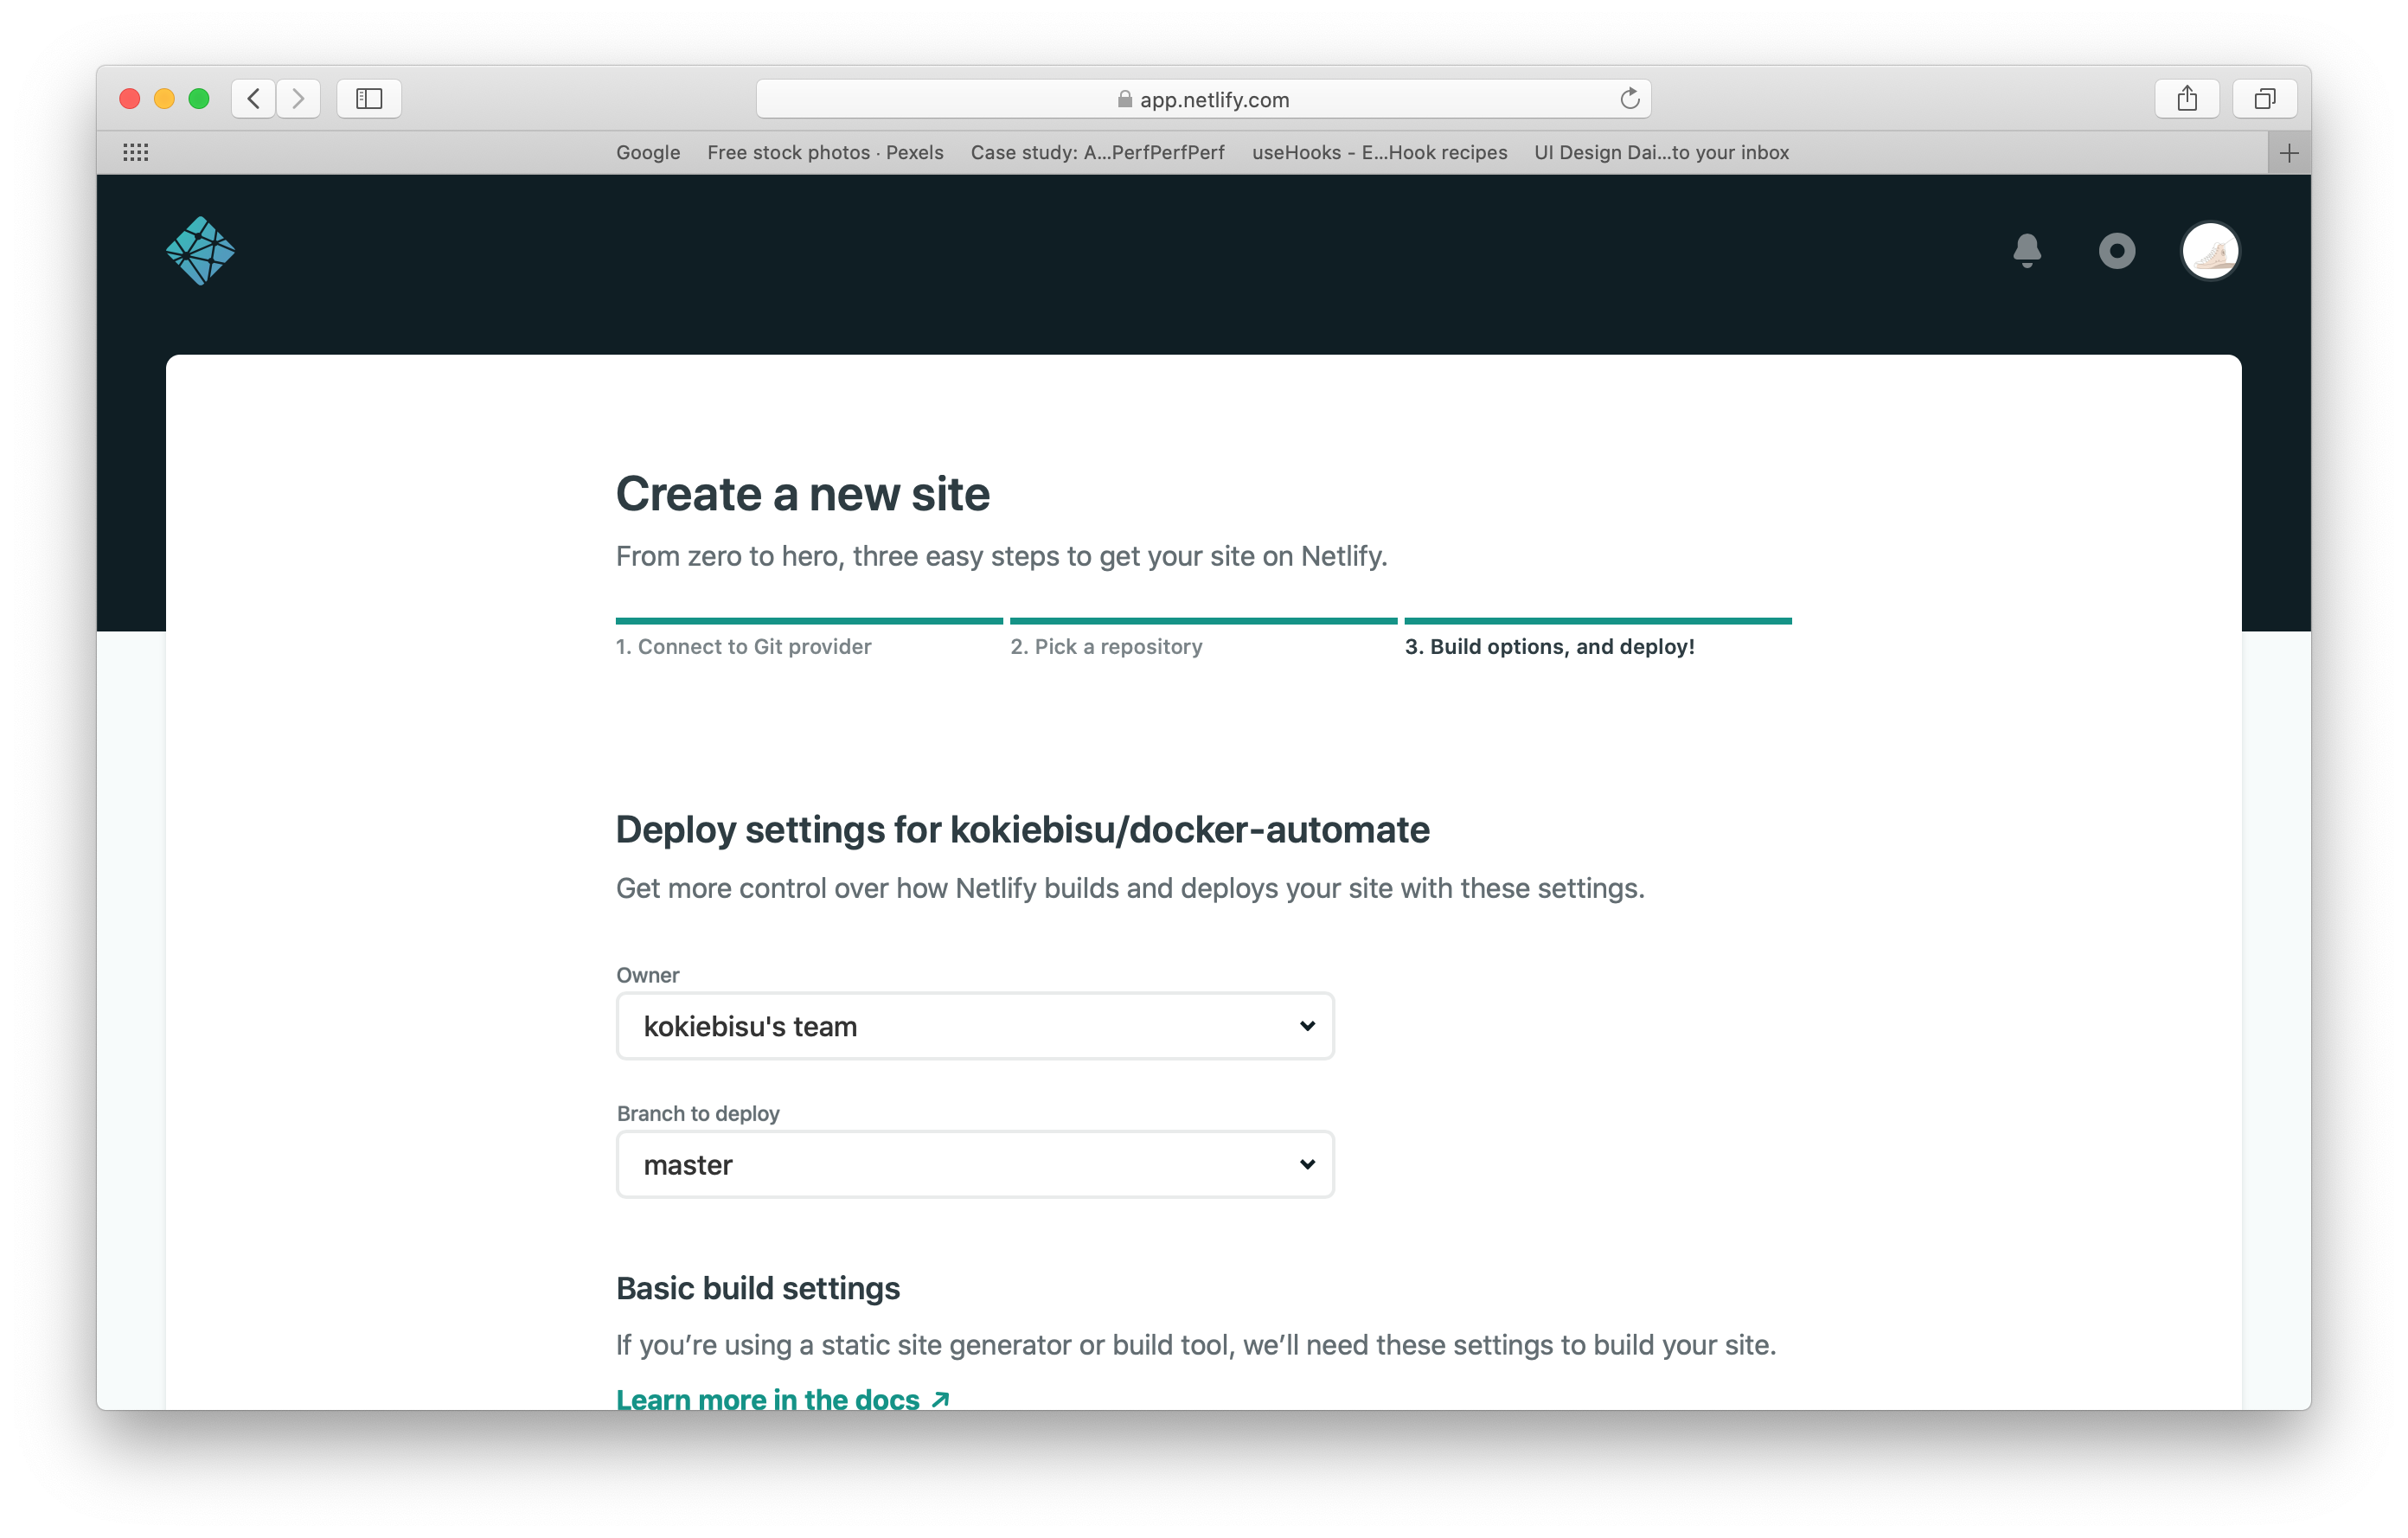 app.netlify.com
Google Free stock photos · Pexels Case study: A...PerfPerfPerf useHooks - E...Hook recipes UI Design Dai...to your inbox
Create a new site
From zero to hero, three easy steps to get your site on Netlify.
1. Connect to Git provider 2. Pick a repository 3. Build options, and deploy!
Deploy settings for kokiebisu/docker-automate
Get more control over how Netlify builds and deploys your site with these settings.
Owner
kokiebisu's team
Branch to deploy
master
Basic build settings
If you’re using a static site generator or build tool, we’ll need these settings to build your site.
Learn more in the docs